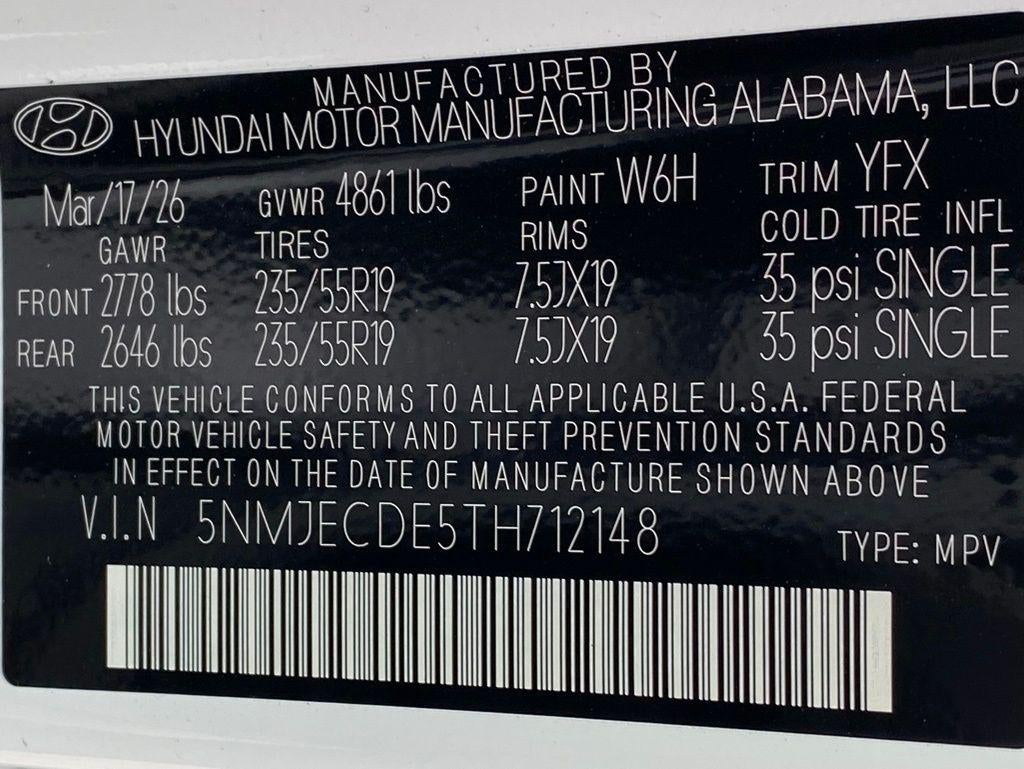 MANUFACTURED BY
HYUNDAI MOTOR MANUFACTURING ALABAMA, LLC
Mar/17/26 GVWR 4861 lbs PAINT W6H TRIM YFX
GAWR TIRES RIMS COLD TIRE INFL
FRONT 2778 lbs 235/55R19 7.5JX19 35 psi SINGLE
REAR 2646 lbs 235/55R19 7.5JX19 35 psi SINGLE
THIS VEHICLE CONFORMS TO ALL APPLICABLE U.S.A. FEDERAL
MOTOR VEHICLE SAFETY AND THEFT PREVENTION STANDARDS
IN EFFECT ON THE DATE OF MANUFACTURE SHOWN ABOVE
V.I.N 5NMJECDE5TH712148
TYPE: MPV